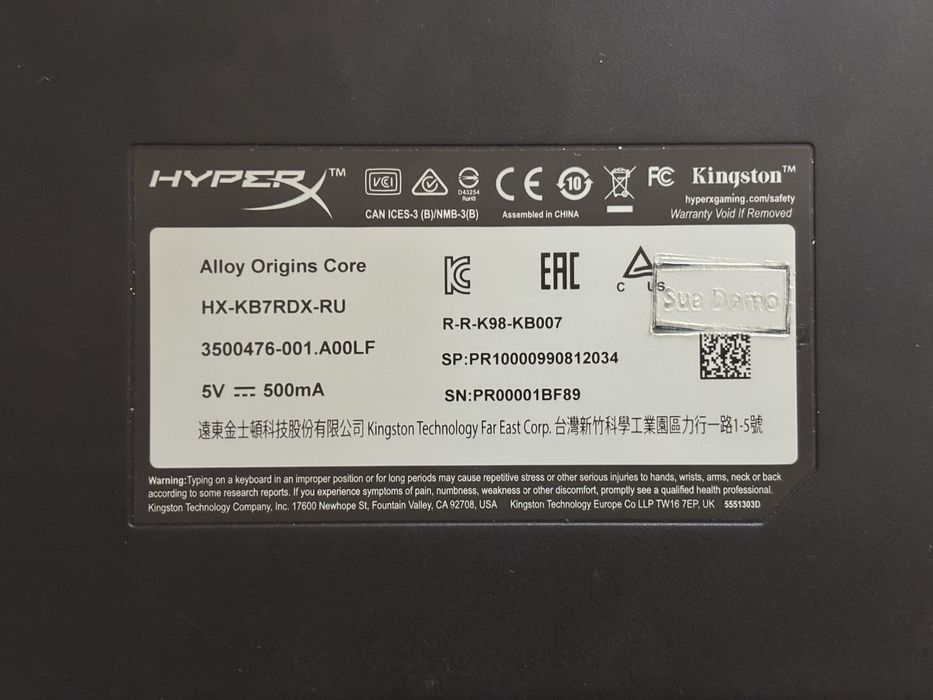 HYPERX™
VCI
D43254
RoHS
CE
10
FC
Kingston™
CAN ICES-3 (B)/NMB-3(B)
Assembled in CHINA
hyperxgaming.com/safety
Warranty Void If Removed
Alloy Origins Core
EAC
C US
Sua Demo
HX-KB7RDX-RU
R-R-K98-KB007
3500476-001.A00LF
SP:PR10000990812034
5V 500mA
SN:PR00001BF89
遠東金士頓科技股份有限公司 Kingston Technology Far East Corp. 台灣新竹科學工業園區力行一路1-5號
Warning:Typing on a keyboard in an improper position or for long periods may cause repetitive stress or other serious injuries to hands, wrists, arms, neck or back
according to some research reports. If you experience symptoms of pain, numbness, weakness or other discomfort, promptly see a qualified health professional.
Kingston Technology Company, Inc. 17600 Newhope St, Fountain Valley, CA 92708, USA Kingston Technology Europe Co LLP TW16 7EP, UK 5551303D